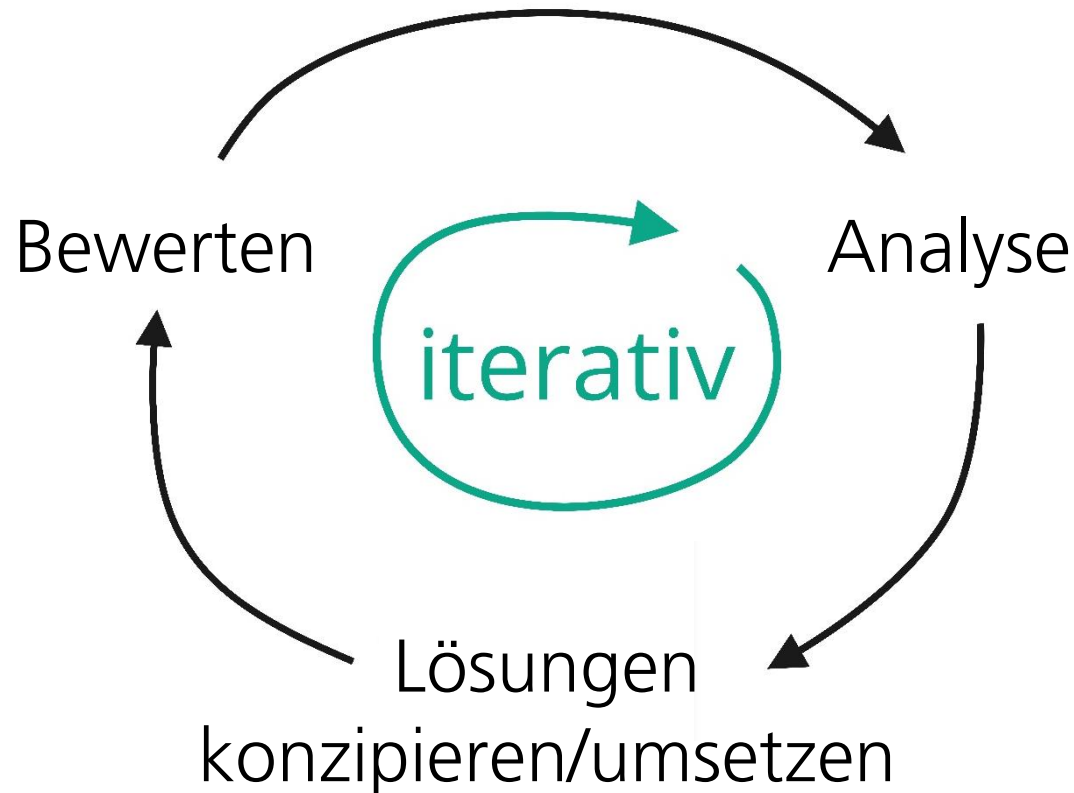 Bewerten
Analyse
iterativ
Lösungen
konzipieren/umsetzen